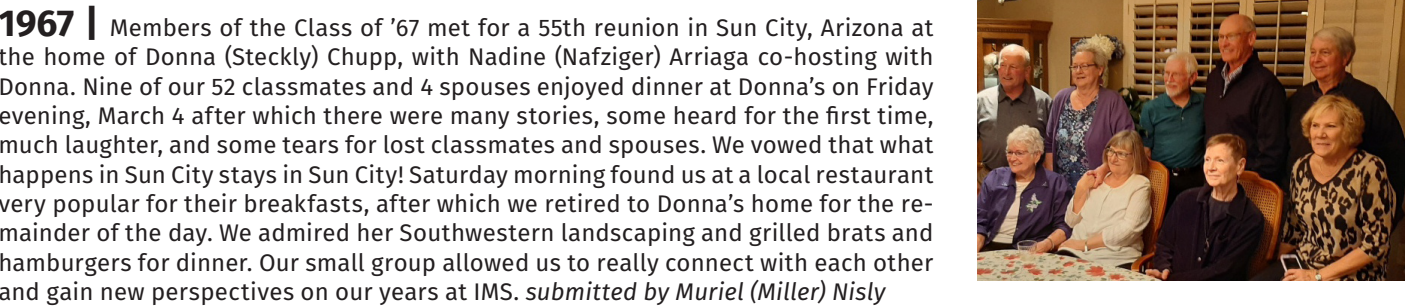 1967 | Members of the Class of ’67 met for a 55th reunion in Sun City, Arizona at
the home of Donna (Steckly) Chupp, with Nadine (Nafziger) Arriaga co-hosting with
Donna. Nine of our 52 classmates and 4 spouses enjoyed dinner at Donna’s on Friday
evening, March 4 after which there were many stories, some heard for the first time,
much laughter, and some tears for lost classmates and spouses. We vowed that what
happens in Sun City stays in Sun City! Saturday morning found us at a local restaurant
very popular for their breakfasts, after which we retired to Donna’s home for the re-
mainder of the day. We admired her Southwestern landscaping and grilled brats and
hamburgers for dinner. Our small group allowed us to really connect with each other
and gain new perspectives on our years at IMS. submitted by Muriel (Miller) Nisly